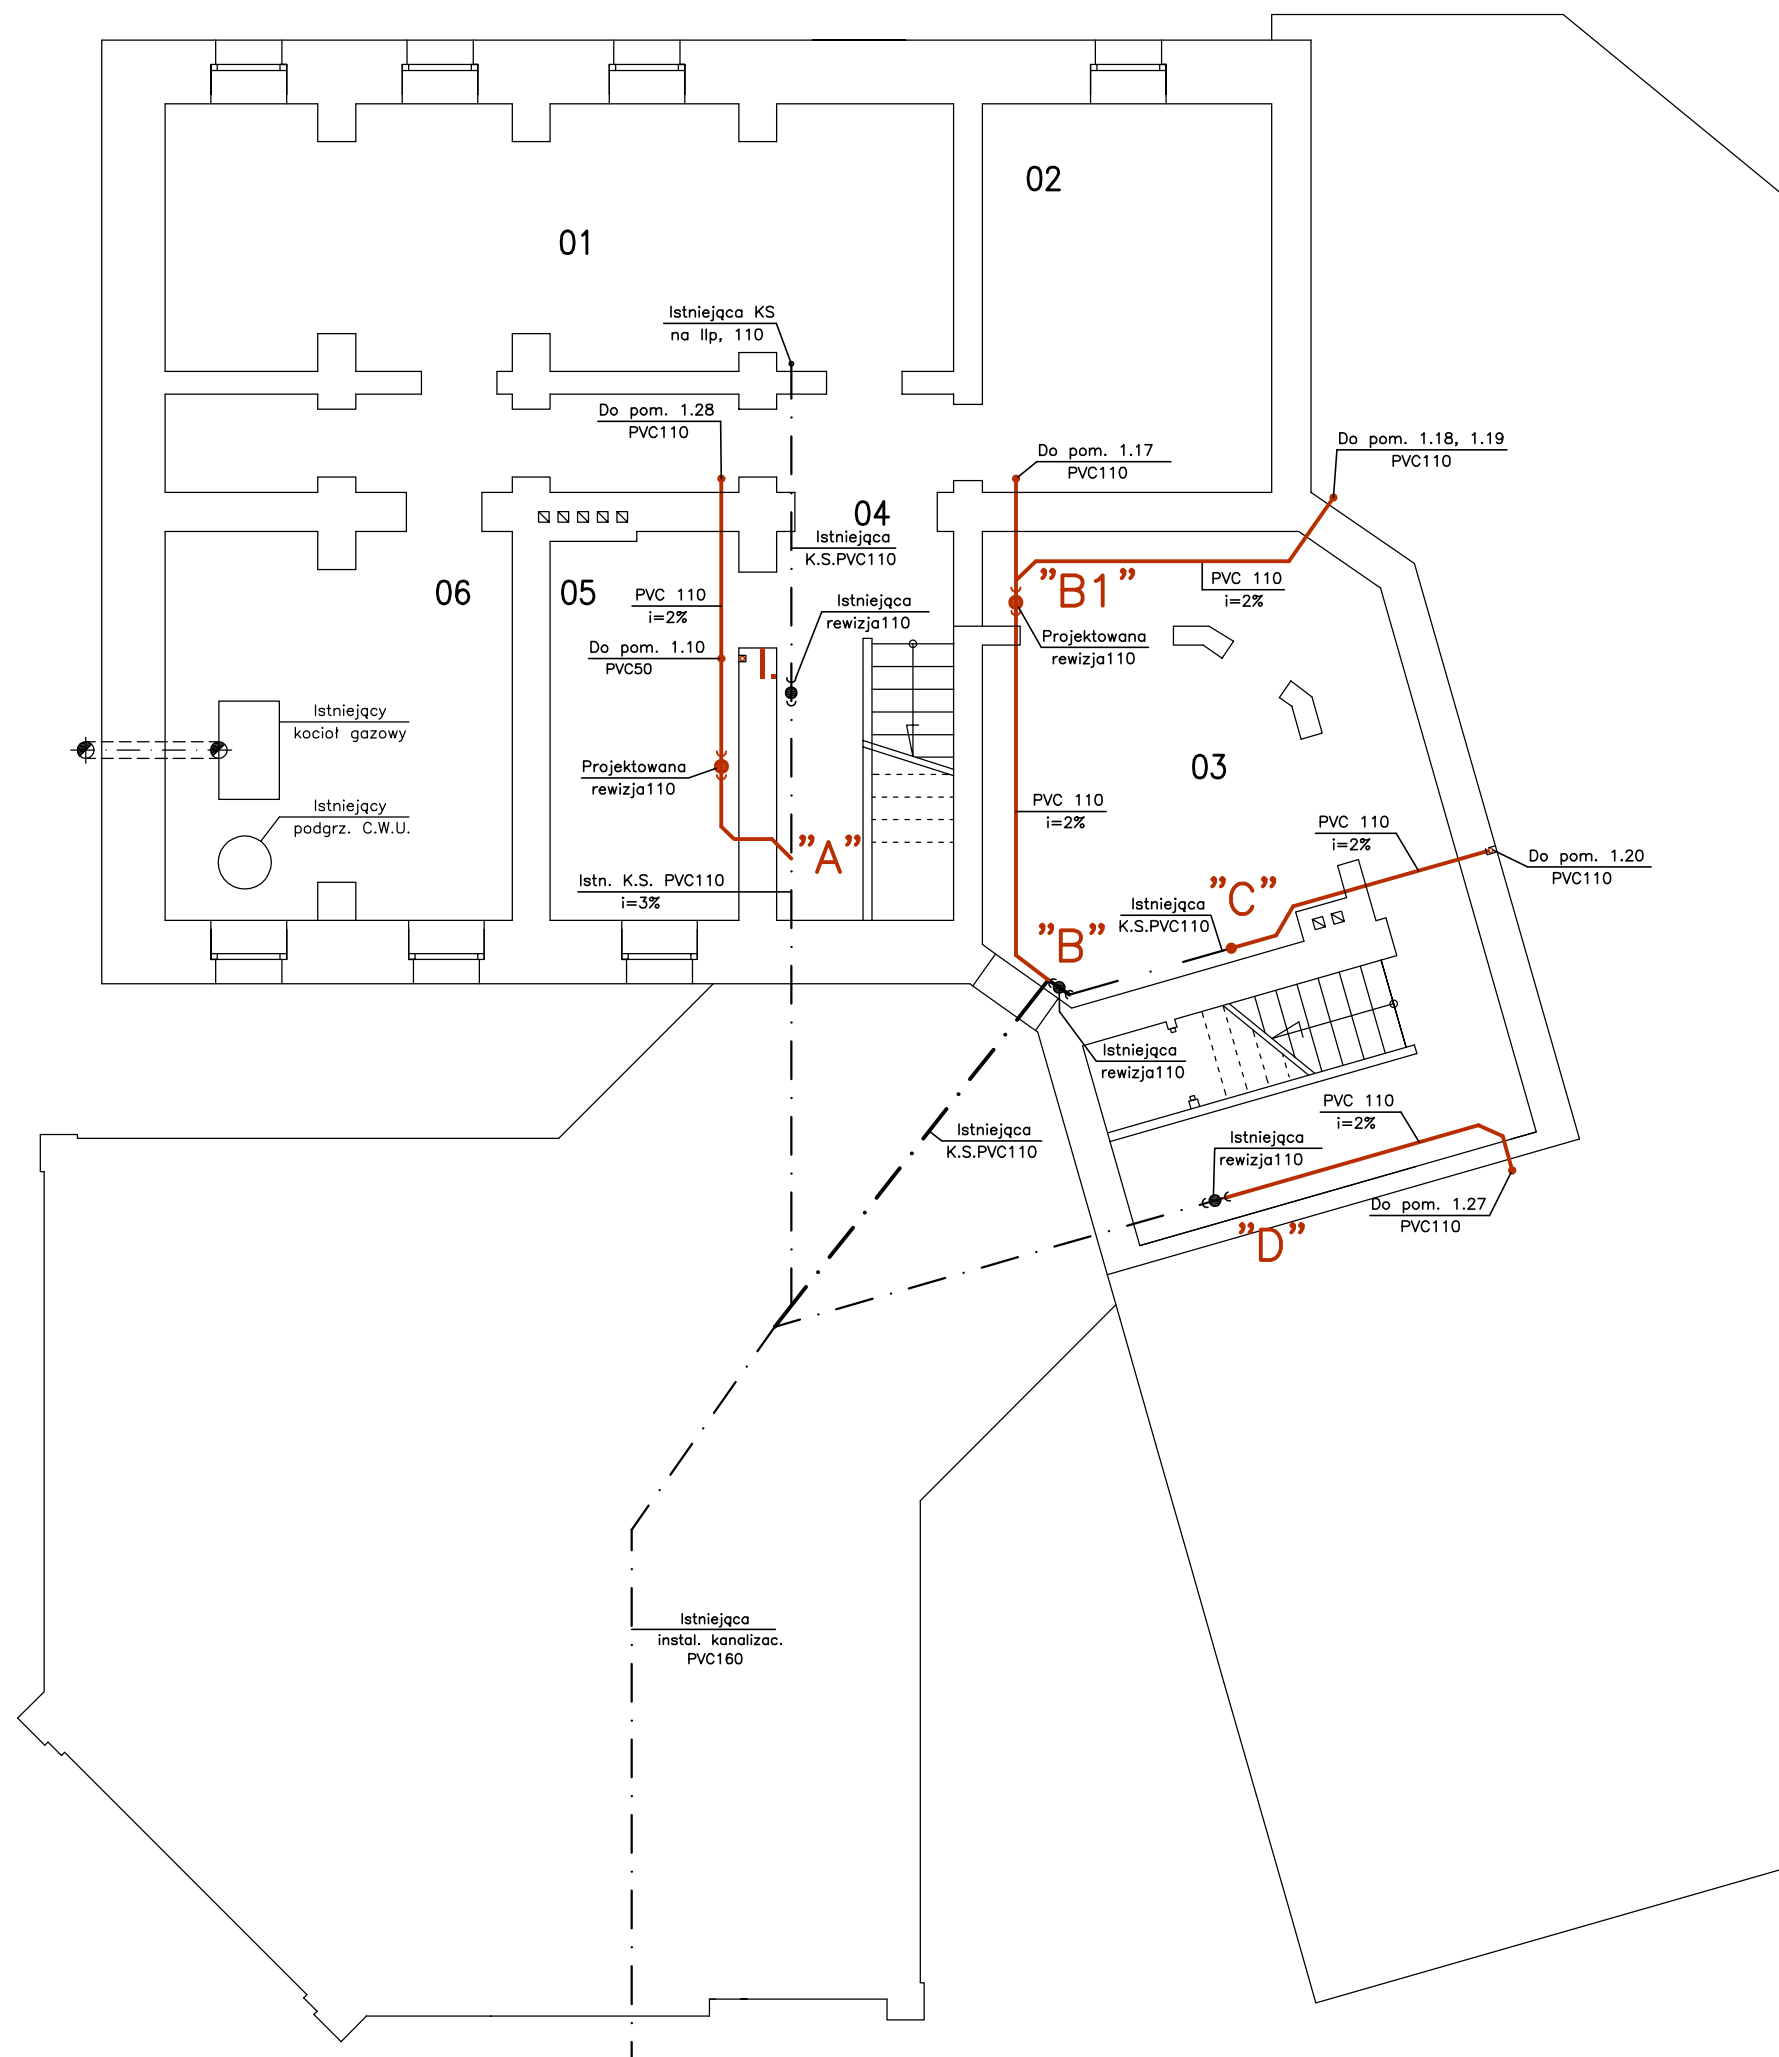 02
01
Istniejąca KS
na IIp, 110
Do pom. 1.28
PVC110
Do pom. 1.17
PVC110
Do pom. 1.18, 1.19
PVC110
04
Istniejąca
K.S.PVC110
06
05
PVC 110
i=2%
Istniejąca
rewizja110
"B1"
PVC 110
i=2%
Projektowana
rewizja110
Do pom. 1.10
PVC50
I.
Istniejący
kocioł gazowy
Projektowana
rewizja110
03
Istniejący
podgrz. C.W.U.
"A"
PVC 110
i=2%
PVC 110
i=2%
Do pom. 1.20
PVC110
Istn. K.S. PVC110
i=3%
"C"
Istniejąca
K.S.PVC110
"B"
Istniejąca
rewizja110
PVC 110
i=2%
Istniejąca
K.S.PVC110
Istniejąca
rewizja110
Do pom. 1.27
PVC110
"D"
Istniejąca
instal. kanalizac.
PVC160